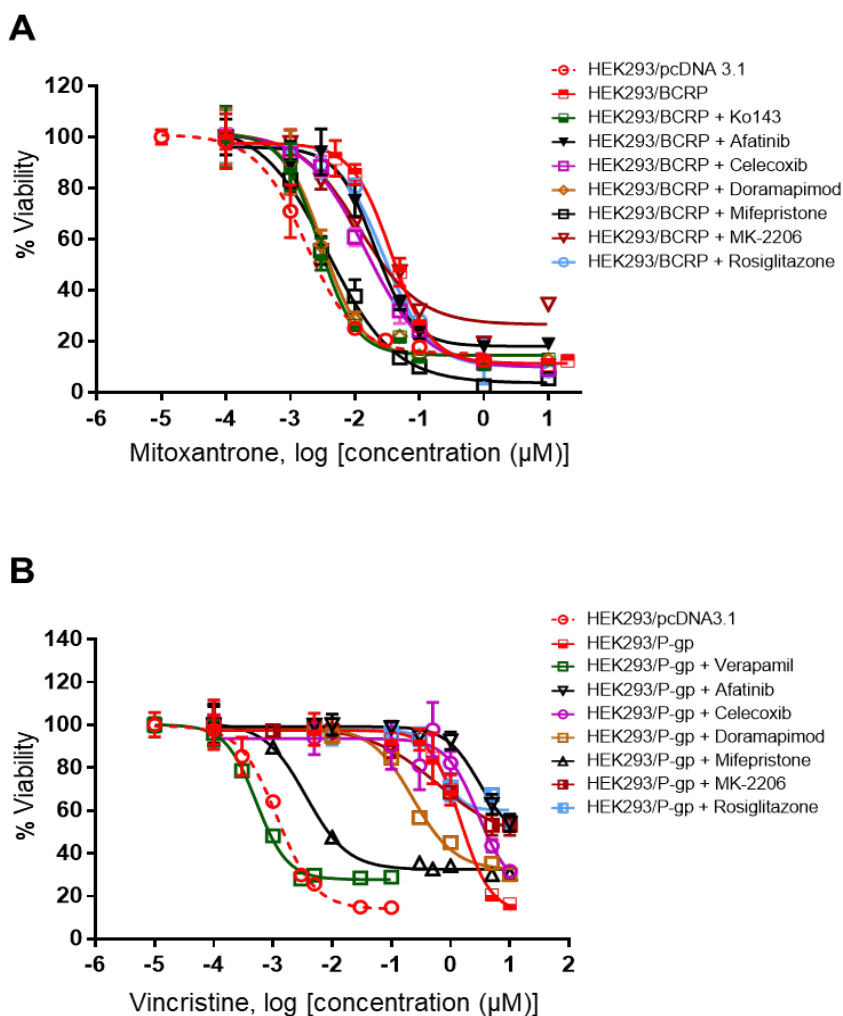 A
120
100
80
60
40
20
0
% Viability
-6 -5 -4 -3 -2 -1 0 1
Mitoxantrone, log [concentration (µM)]
HEK293/pcDNA 3.1
HEK293/BCRP
HEK293/BCRP + Ko143
HEK293/BCRP + Afatinib
HEK293/BCRP + Celecoxib
HEK293/BCRP + Doramapimod
HEK293/BCRP + Mifepristone
HEK293/BCRP + MK-2206
HEK293/BCRP + Rosiglitazone
B
140
120
100
80
60
40
20
0
% Viability
-6 -5 -4 -3 -2 -1 0 1 2
Vincristine, log [concentration (µM)]
HEK293/pcDNA3.1
HEK293/P-gp
HEK293/P-gp + Verapamil
HEK293/P-gp + Afatinib
HEK293/P-gp + Celecoxib
HEK293/P-gp + Doramapimod
HEK293/P-gp + Mifepristone
HEK293/P-gp + MK-2206
HEK293/P-gp + Rosiglitazone